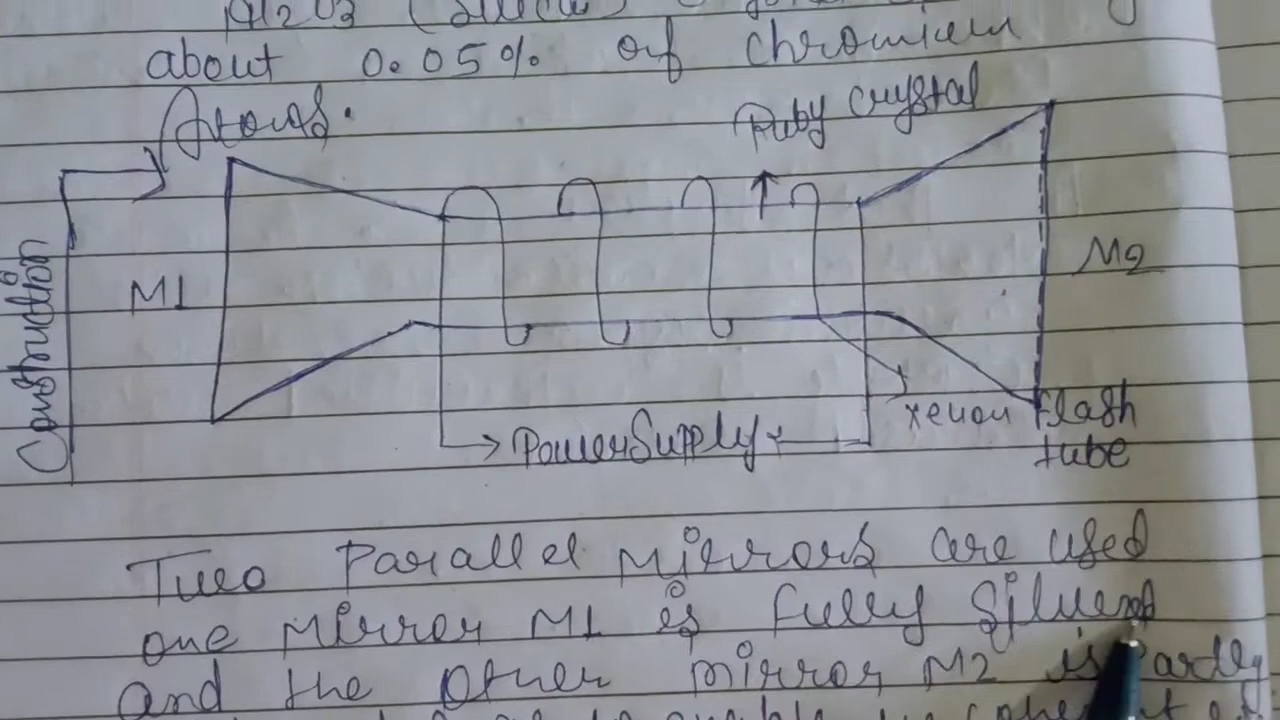 Al2O3
about 0.05% of chromium
Atoms.
Ruby crystal
Construction
M1
M2
Power Supply
xenon flash
tube
Two Parallel mirrors are used
one mirror M1 is fully silvered
and the other mirror M2 is Partly